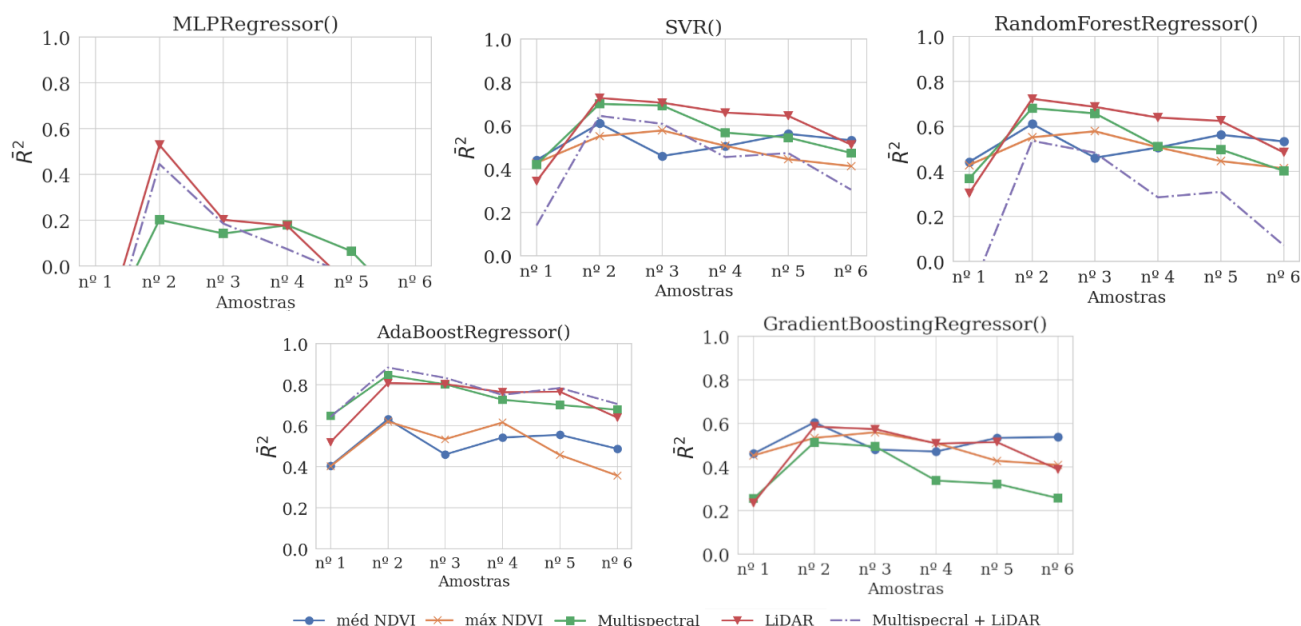 MLPRegressor()
1.0
0.8
0.6
0.4
0.2
0.0
R̄²
nº 1 nº 2 nº 3 nº 4 nº 5 nº 6
Amostras
SVR()
1.0
0.8
0.6
0.4
0.2
0.0
R̄²
nº 1 nº 2 nº 3 nº 4 nº 5 nº 6
Amostras
RandomForestRegressor()
1.0
0.8
0.6
0.4
0.2
0.0
R̄²
nº 1 nº 2 nº 3 nº 4 nº 5 nº 6
Amostras
AdaBoostRegressor()
1.0
0.8
0.6
0.4
0.2
0.0
R̄²
nº 1 nº 2 nº 3 nº 4 nº 5 nº 6
Amostras
GradientBoostingRegressor()
1.0
0.8
0.6
0.4
0.2
0.0
R̄²
nº 1 nº 2 nº 3 nº 4 nº 5 nº 6
Amostras
méd NDVI máx NDVI Multispectral LiDAR Multispecral + LiDAR